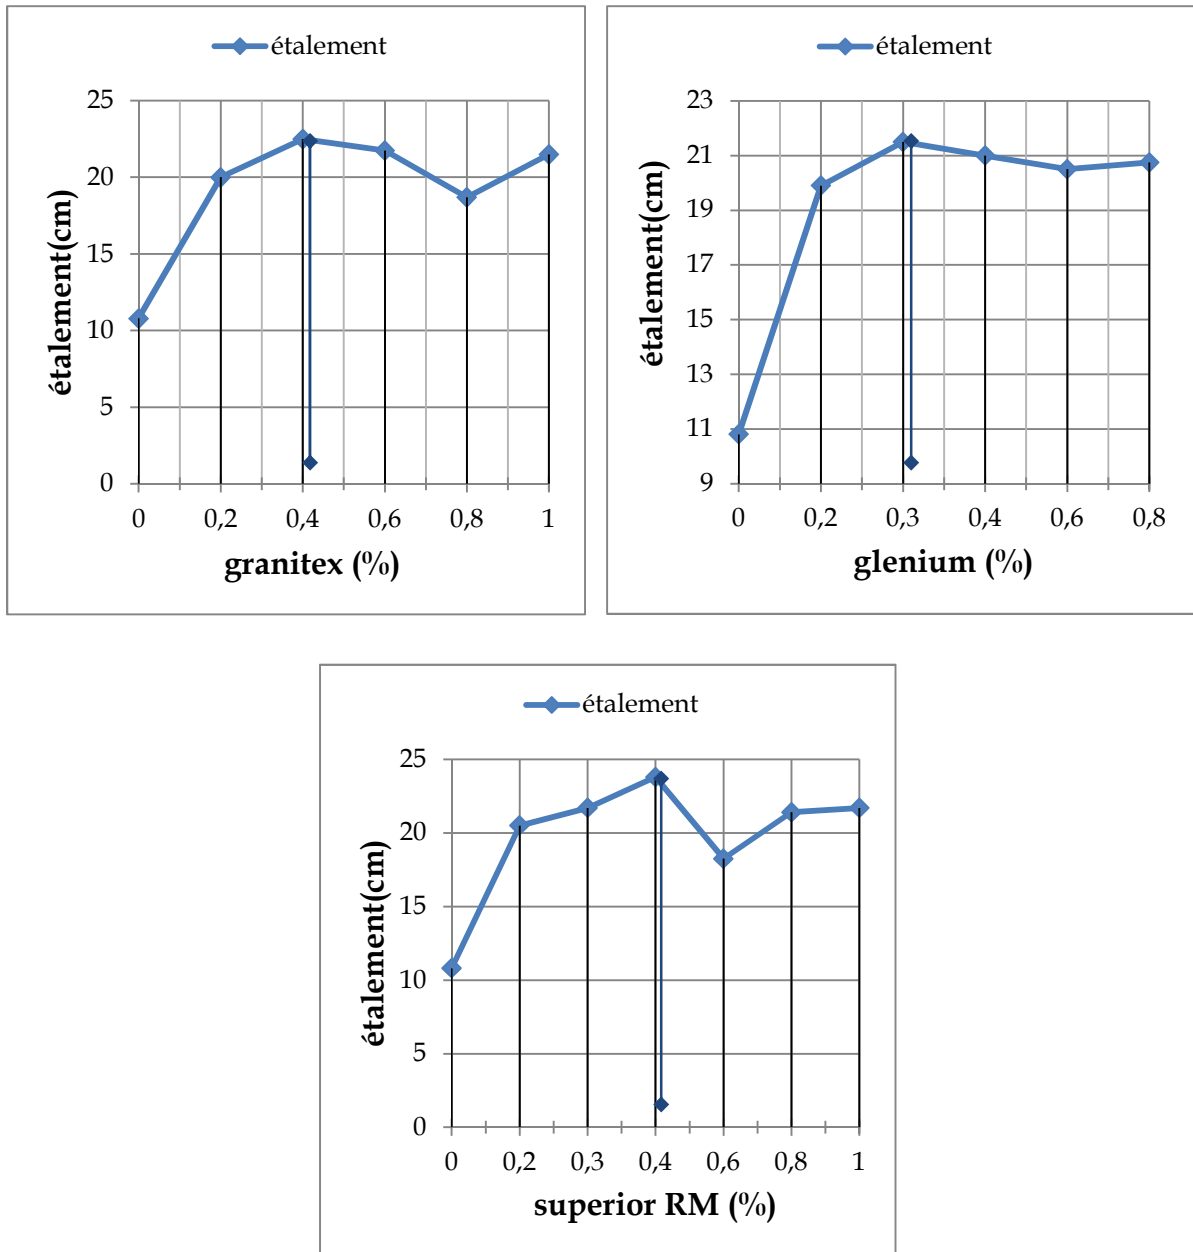 étalement
25
20
15
10
5
0
étalement(cm)
0 0,2 0,4 0,6 0,8 1
granitex (%)
étalement
23
21
19
17
15
13
11
9
étalement(cm)
0 0,2 0,3 0,4 0,6 0,8
glenium (%)
étalement
25
20
15
10
5
0
étalement(cm)
0 0,2 0,3 0,4 0,6 0,8 1
superior RM (%)